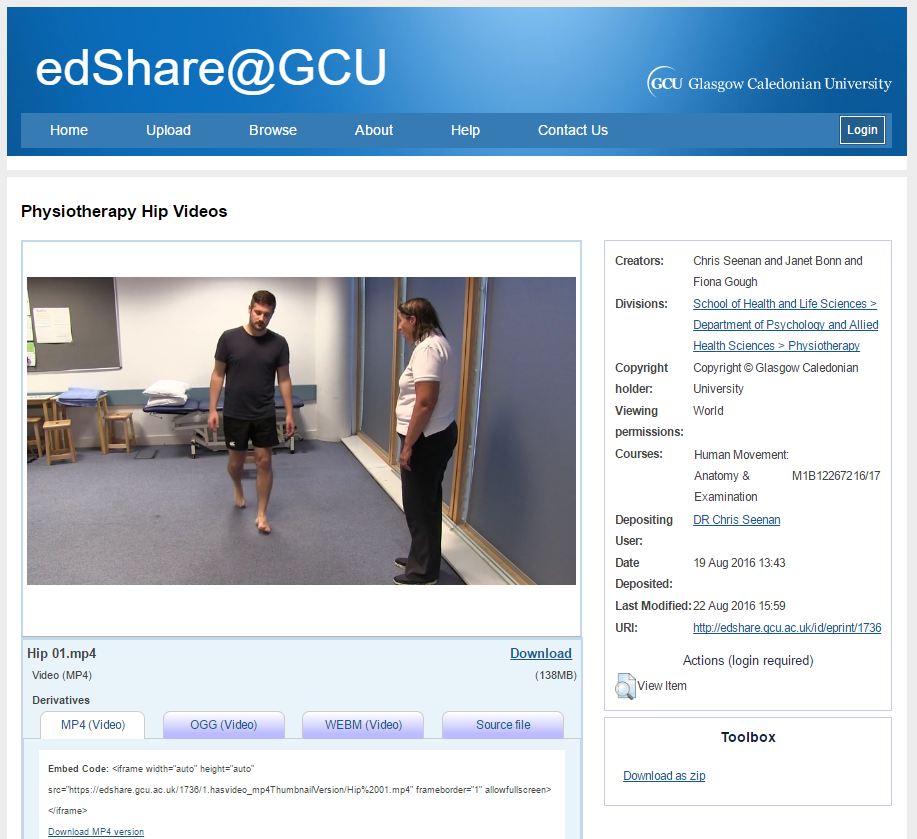 edShare@GCU
GCU Glasgow Caledonian University
Home Upload Browse About Help Contact Us Login
Physiotherapy Hip Videos
Creators: Chris Seenan and Janet Bonn and
Fiona Gough
Divisions: School of Health and Life Sciences >
Department of Psychology and Allied
Health Sciences > Physiotherapy
Copyright Copyright © Glasgow Caledonian
holder: University
Viewing World
permissions:
Courses: Human Movement:
Anatomy & M1B12267216/17
Examination
Depositing DR Chris Seenan
User:
Date 19 Aug 2016 13:43
Deposited:
Last Modified: 22 Aug 2016 15:59
URI: http://edshare.gcu.ac.uk/id/eprint/1736
Actions (login required)
View Item
Toolbox
Download as zip
Hip 01.mp4 Download
Video (MP4) (138MB)
Derivatives
MP4 (Video) OGG (Video) WEBM (Video) Source file
Embed Code: <iframe width="auto" height="auto"
src="https://edshare.gcu.ac.uk/1736/1.hasvideo_mp4ThumbnailVersion/Hip%2001.mp4" frameborder="1" allowfullscreen>
</iframe>
Download MP4 version